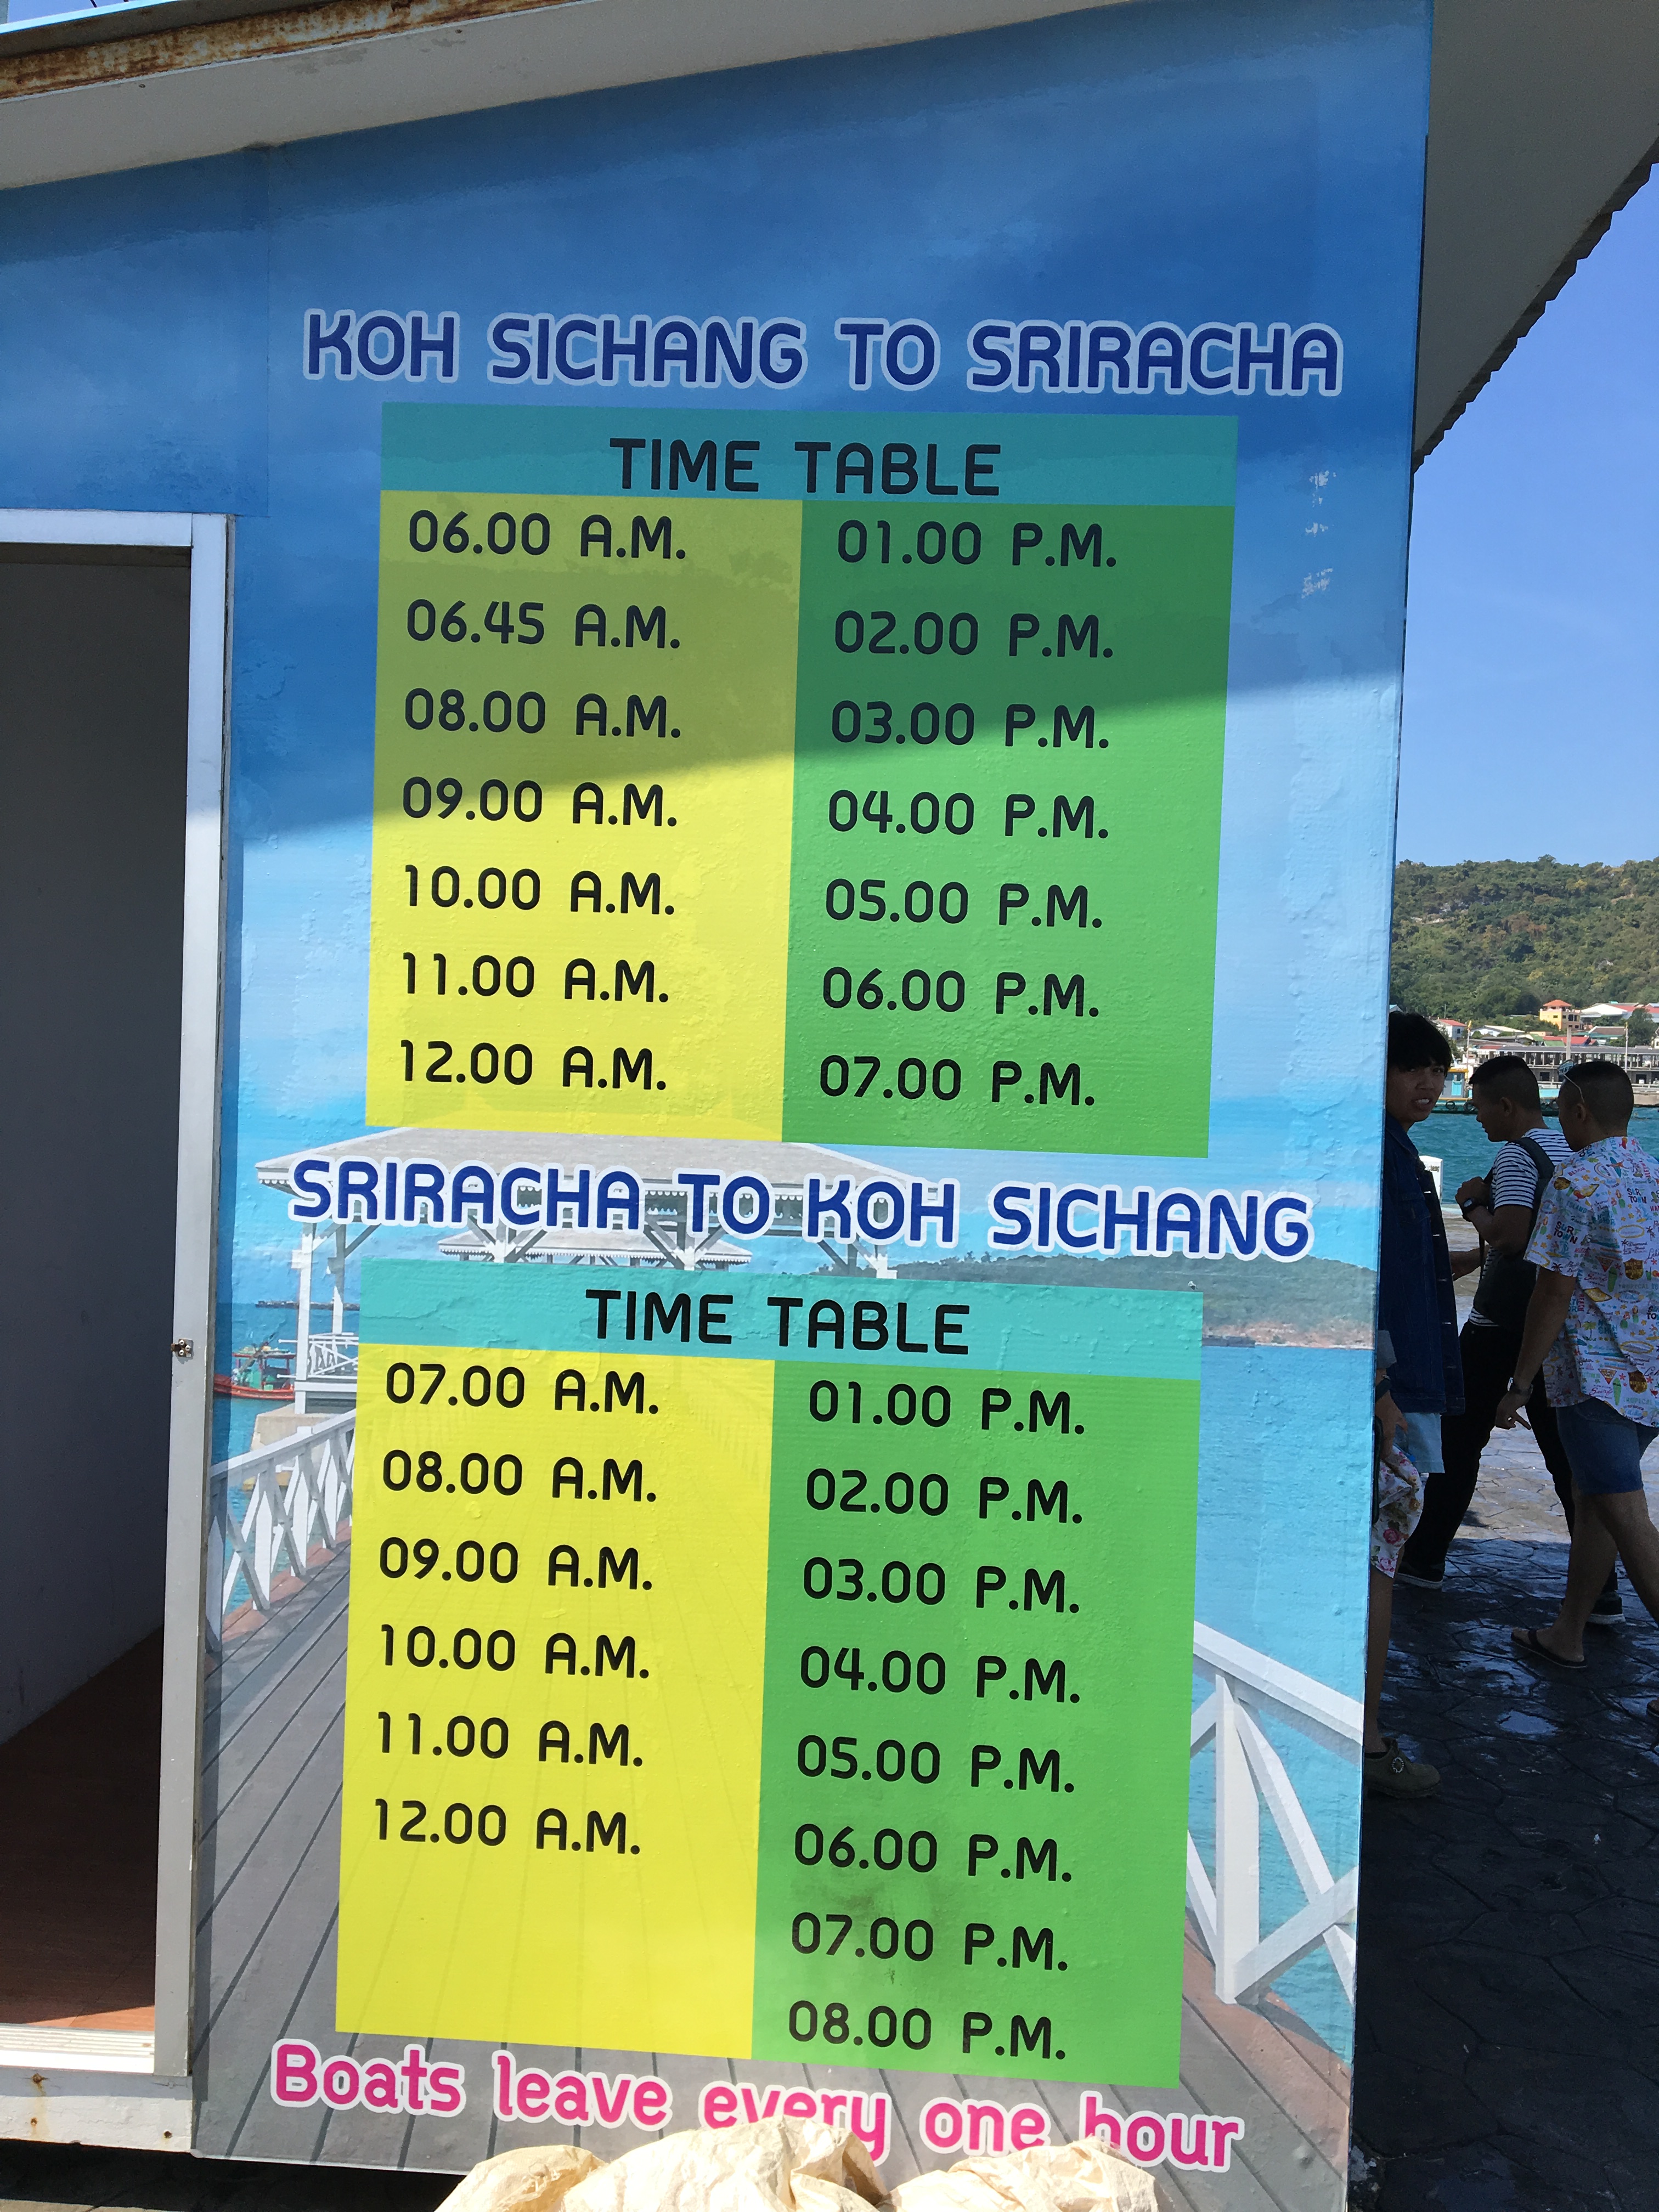 KOH SICHANG TO SRIRACHA
TIME TABLE
06.00 A.M. 01.00 P.M.
06.45 A.M. 02.00 P.M.
08.00 A.M. 03.00 P.M.
09.00 A.M. 04.00 P.M.
10.00 A.M. 05.00 P.M.
11.00 A.M. 06.00 P.M.
12.00 A.M. 07.00 P.M.
SRIRACHA TO KOH SICHANG
TIME TABLE
07.00 A.M. 01.00 P.M.
08.00 A.M. 02.00 P.M.
09.00 A.M. 03.00 P.M.
10.00 A.M. 04.00 P.M.
11.00 A.M. 05.00 P.M.
12.00 A.M. 06.00 P.M.
07.00 P.M.
08.00 P.M.
Boats leave every one hour